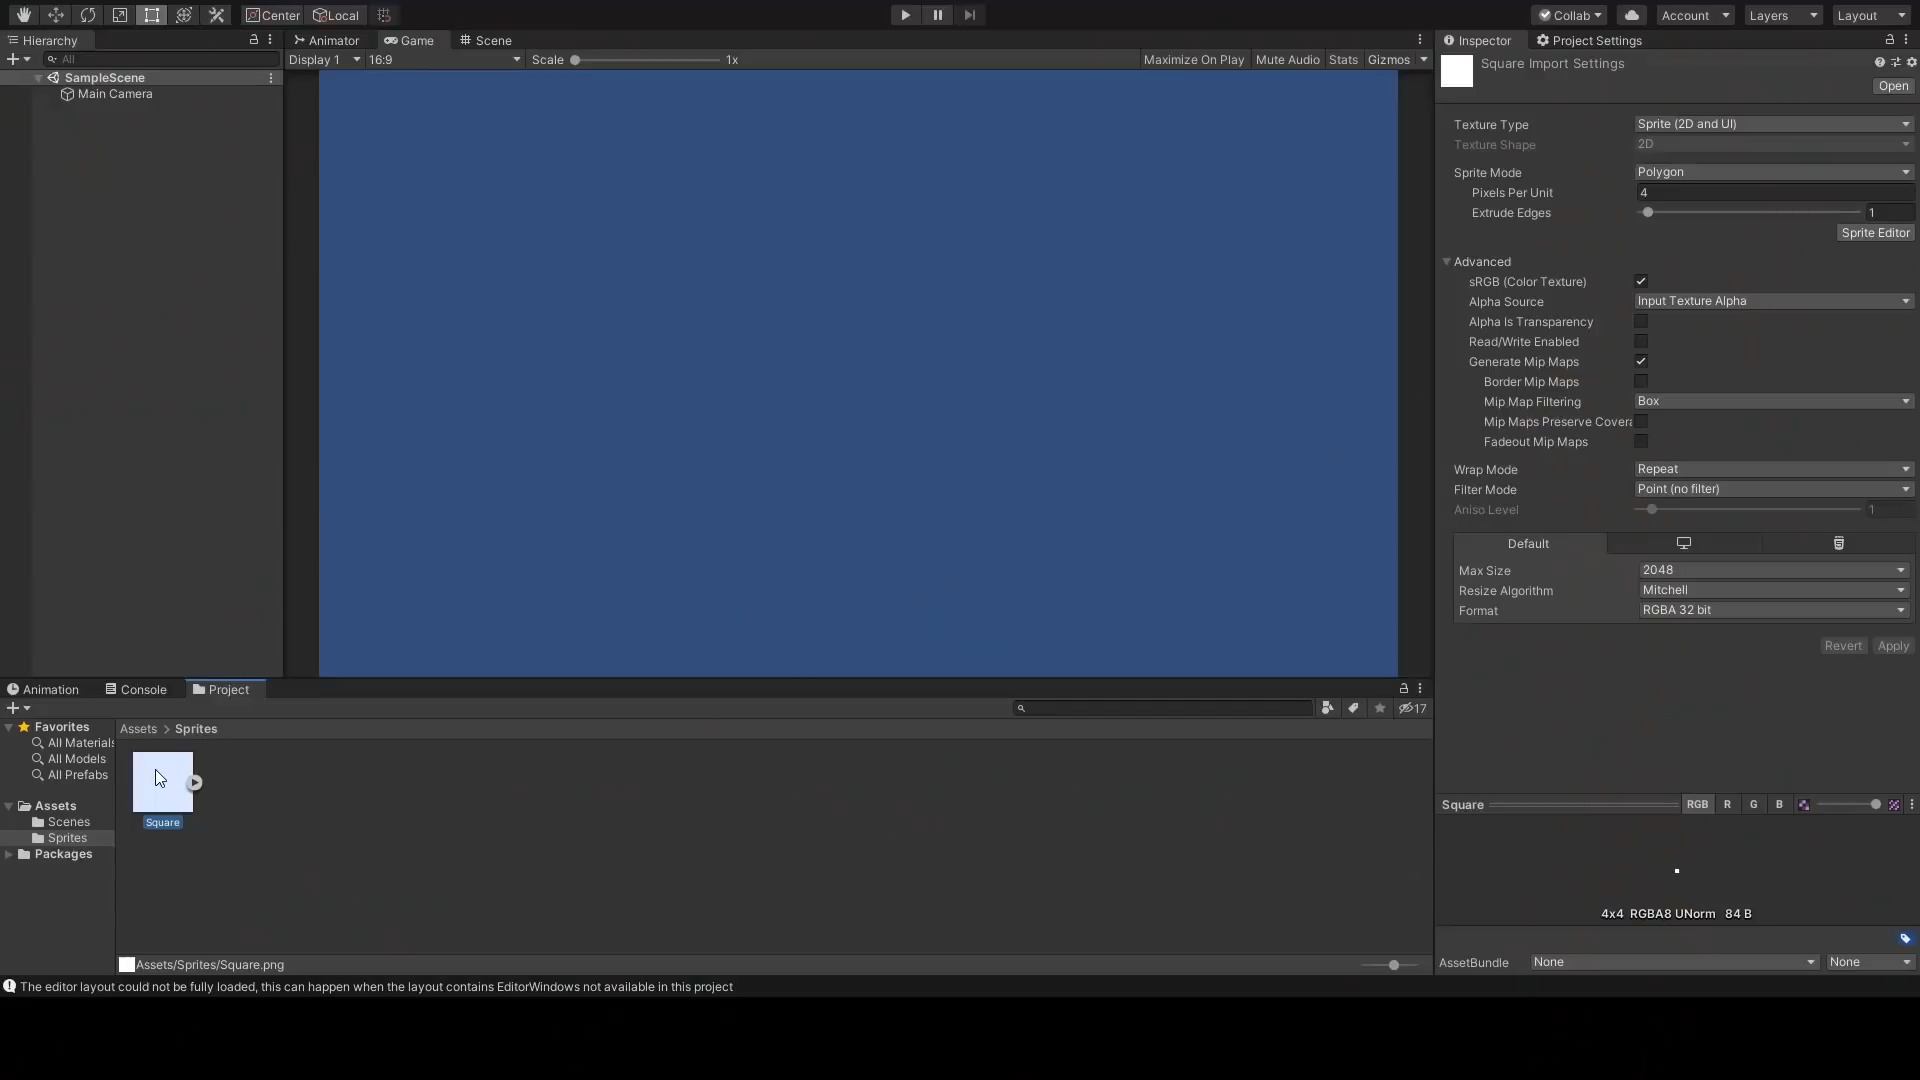 Center Local Collab Account Layers Layout
Hierarchy Animator Game Scene Inspector Project Settings
All Display 1 16:9 Scale 1x Maximize On Play Mute Audio Stats Gizmos Square Import Settings
SampleScene
Open
Main Camera
Texture Type Sprite (2D and UI)
Texture Shape 2D
Sprite Mode Polygon
Pixels Per Unit 4
Extrude Edges 1
Sprite Editor
Advanced
sRGB (Color Texture)
Alpha Source Input Texture Alpha
Alpha Is Transparency
Read/Write Enabled
Generate Mip Maps
Border Mip Maps
Mip Map Filtering Box
Mip Maps Preserve Covera
Fadeout Mip Maps
Wrap Mode Repeat
Filter Mode Point (no filter)
Aniso Level 1
Default
Max Size 2048
Resize Algorithm Mitchell
Format RGBA 32 bit
Revert Apply
Animation Console Project
17
Favorites Assets > Sprites
All Materials
All Models
All Prefabs
Assets Square RGB R G B
Scenes Square
Sprites
Packages
4x4 RGBA8 UNorm 84 B
Assets/Sprites/Square.png AssetBundle None None
The editor layout could not be fully loaded, this can happen when the layout contains EditorWindows not available in this project